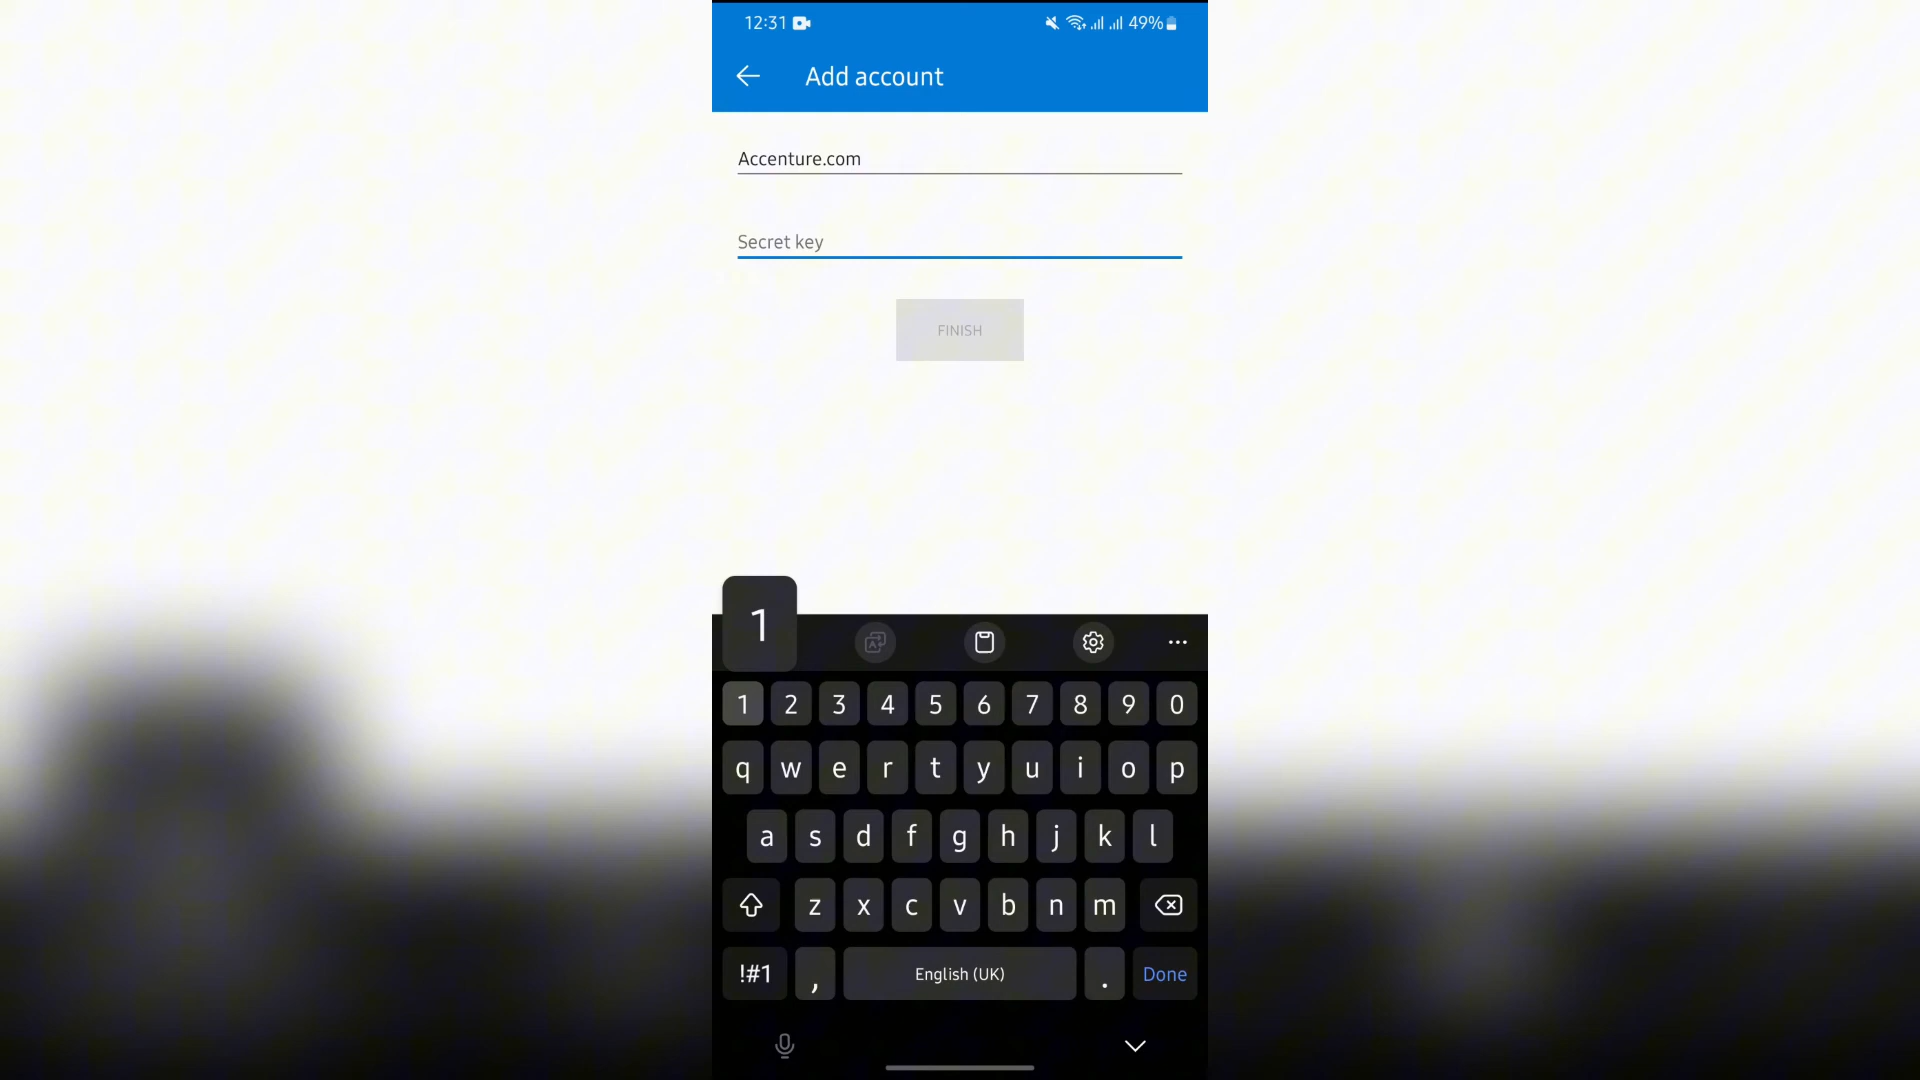 12:31 49%
Add account
Accenture.com
Secret key
FINISH
1
1 2 3 4 5 6 7 8 9 0
q w e r t y u i o p
a s d f g h j k l
z x c v b n m
!#1 , English (UK) . Done